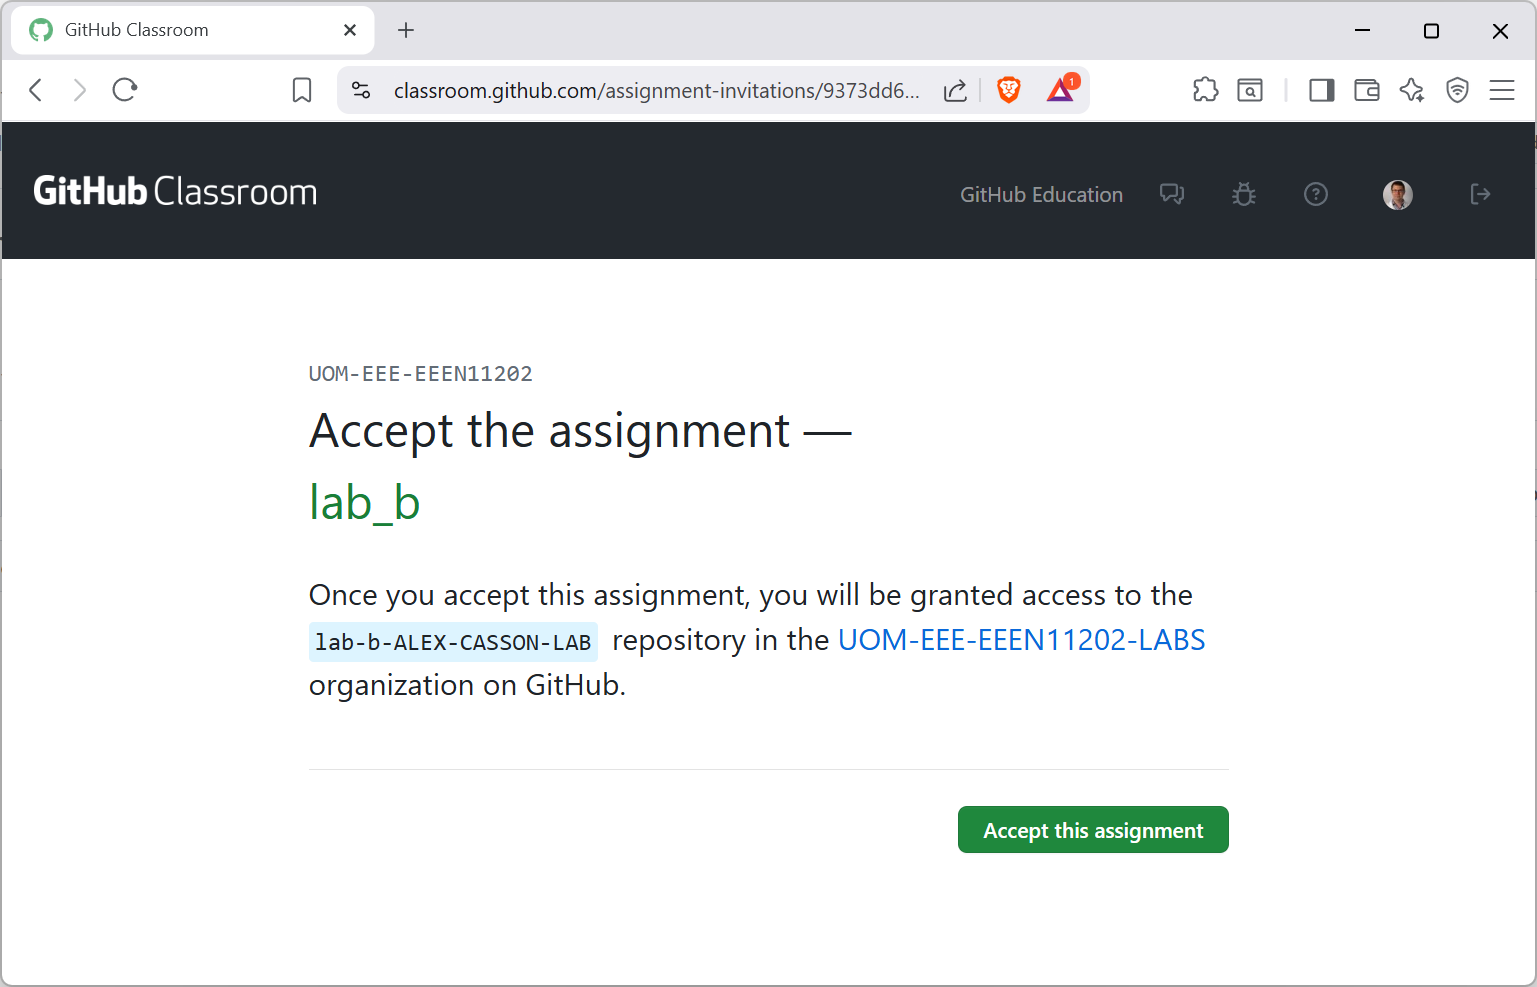 GitHub Classroom
classroom.github.com/assignment-invitations/9373dd6...
1
GitHub Classroom
GitHub Education
UOM-EEE-EEEN11202
Accept the assignment —
lab_b
Once you accept this assignment, you will be granted access to the
lab-b-ALEX-CASSON-LAB repository in the UOM-EEE-EEEN11202-LABS
organization on GitHub.
Accept this assignment